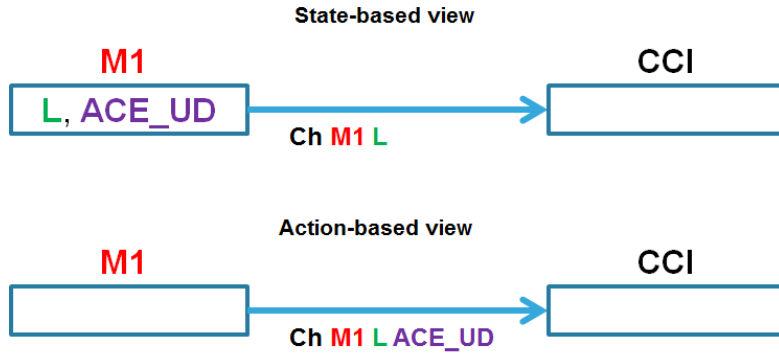 State-based view
M1 CCI
L, ACE_UD
Ch M1 L
Action-based view
M1 CCI
Ch M1 L ACE_UD